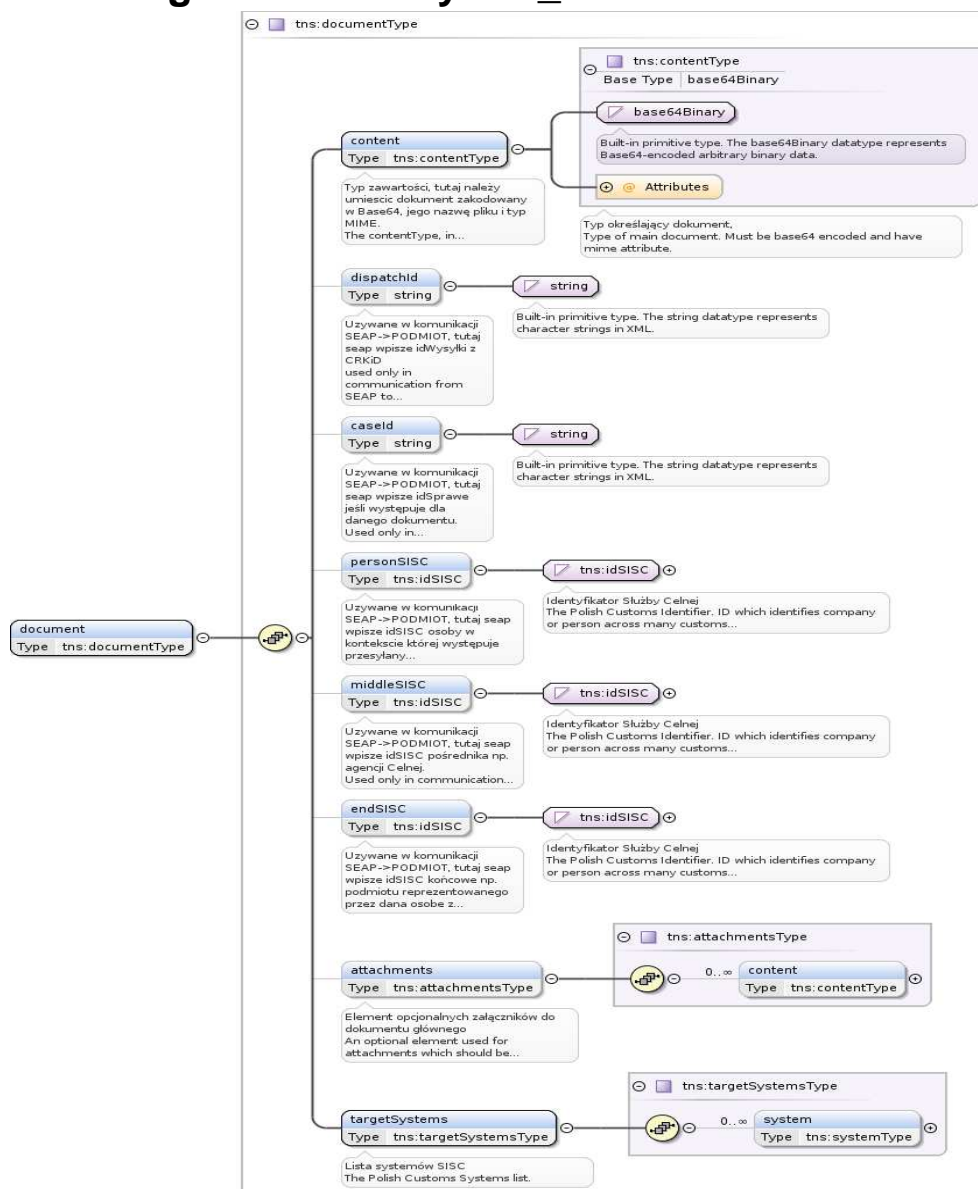 tns:documentType
tns:contentType
Base Type base64Binary
base64Binary
Built-in primitive type. The base64Binary datatype represents
Base64-encoded arbitrary binary data.
Attributes
Typ określający dokument,
Type of main document. Must be base64 encoded and have
mime attribute.
content
Type tns:contentType
Typ zawartości, tutaj należy
umiescic dokument zakodowany
w Base64, jego nazwę pliku i typ
MIME.
The contentType, in...
dispatchId
Type string
string
Built-in primitive type. The string datatype represents
character strings in XML.
Uzywane w komunikacji
SEAP->PODMIOT, tutaj
seap wpisze idWysyłki z
CRKiD
used only in
communication from
SEAP to...
caseId
Type string
string
Built-in primitive type. The string datatype represents
character strings in XML.
Uzywane w komunikacji
SEAP->PODMIOT, tutaj
seap wpisze idSprawe
jeśli występuje dla
danego dokumentu.
Used only in...
personSISC
Type tns:idSISC
tns:idSISC
Identyfikator Służby Celnej
The Polish Customs Identifier. ID which identifies company
or person across many customs...
Uzywane w komunikacji
SEAP->PODMIOT, tutaj seap
wpisze idSISC osoby w
kontekscie której występuje
przesyłany...
document
Type tns:documentType
middleSISC
Type tns:idSISC
tns:idSISC
Identyfikator Służby Celnej
The Polish Customs Identifier. ID which identifies company
or person across many customs...
Uzywane w komunikacji
SEAP->PODMIOT, tutaj seap
wpisze idSISC pośrednika np.
agencji Celnej.
Used only in communication...
endSISC
Type tns:idSISC
tns:idSISC
Identyfikator Służby Celnej
The Polish Customs Identifier. ID which identifies company
or person across many customs...
Uzywane w komunikacji
SEAP->PODMIOT, tutaj seap
wpisze idSISC końcowe np.
podmiotu reprezentowanego
przez dana osobe z...
tns:attachmentsType
attachments
Type tns:attachmentsType
0..∞
content
Type tns:contentType
Element opcjonalnych załączników do
dokumentu głównego
An optional element used for
attachments which should be...
tns:targetSystemsType
targetSystems
Type tns:targetSystemsType
0..∞
system
Type tns:systemType
Lista systemów SISC
The Polish Customs Systems list.